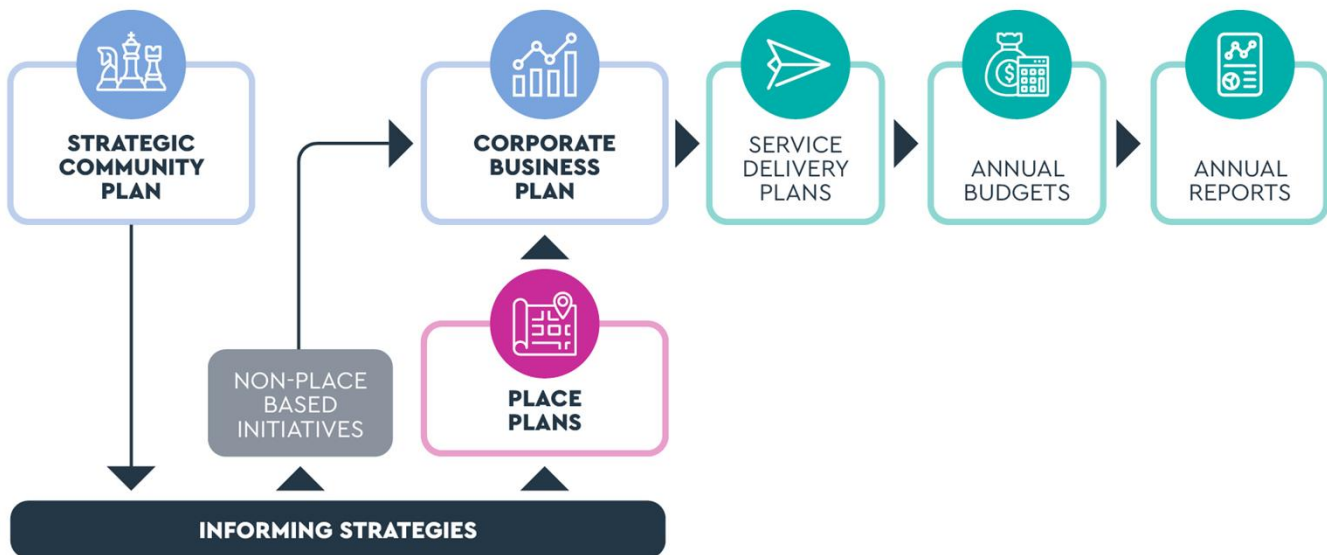 STRATEGIC
COMMUNITY
PLAN
CORPORATE
BUSINESS
PLAN
SERVICE
DELIVERY
PLANS
ANNUAL
BUDGETS
ANNUAL
REPORTS
NON-PLACE
BASED
INITIATIVES
PLACE
PLANS
INFORMING STRATEGIES